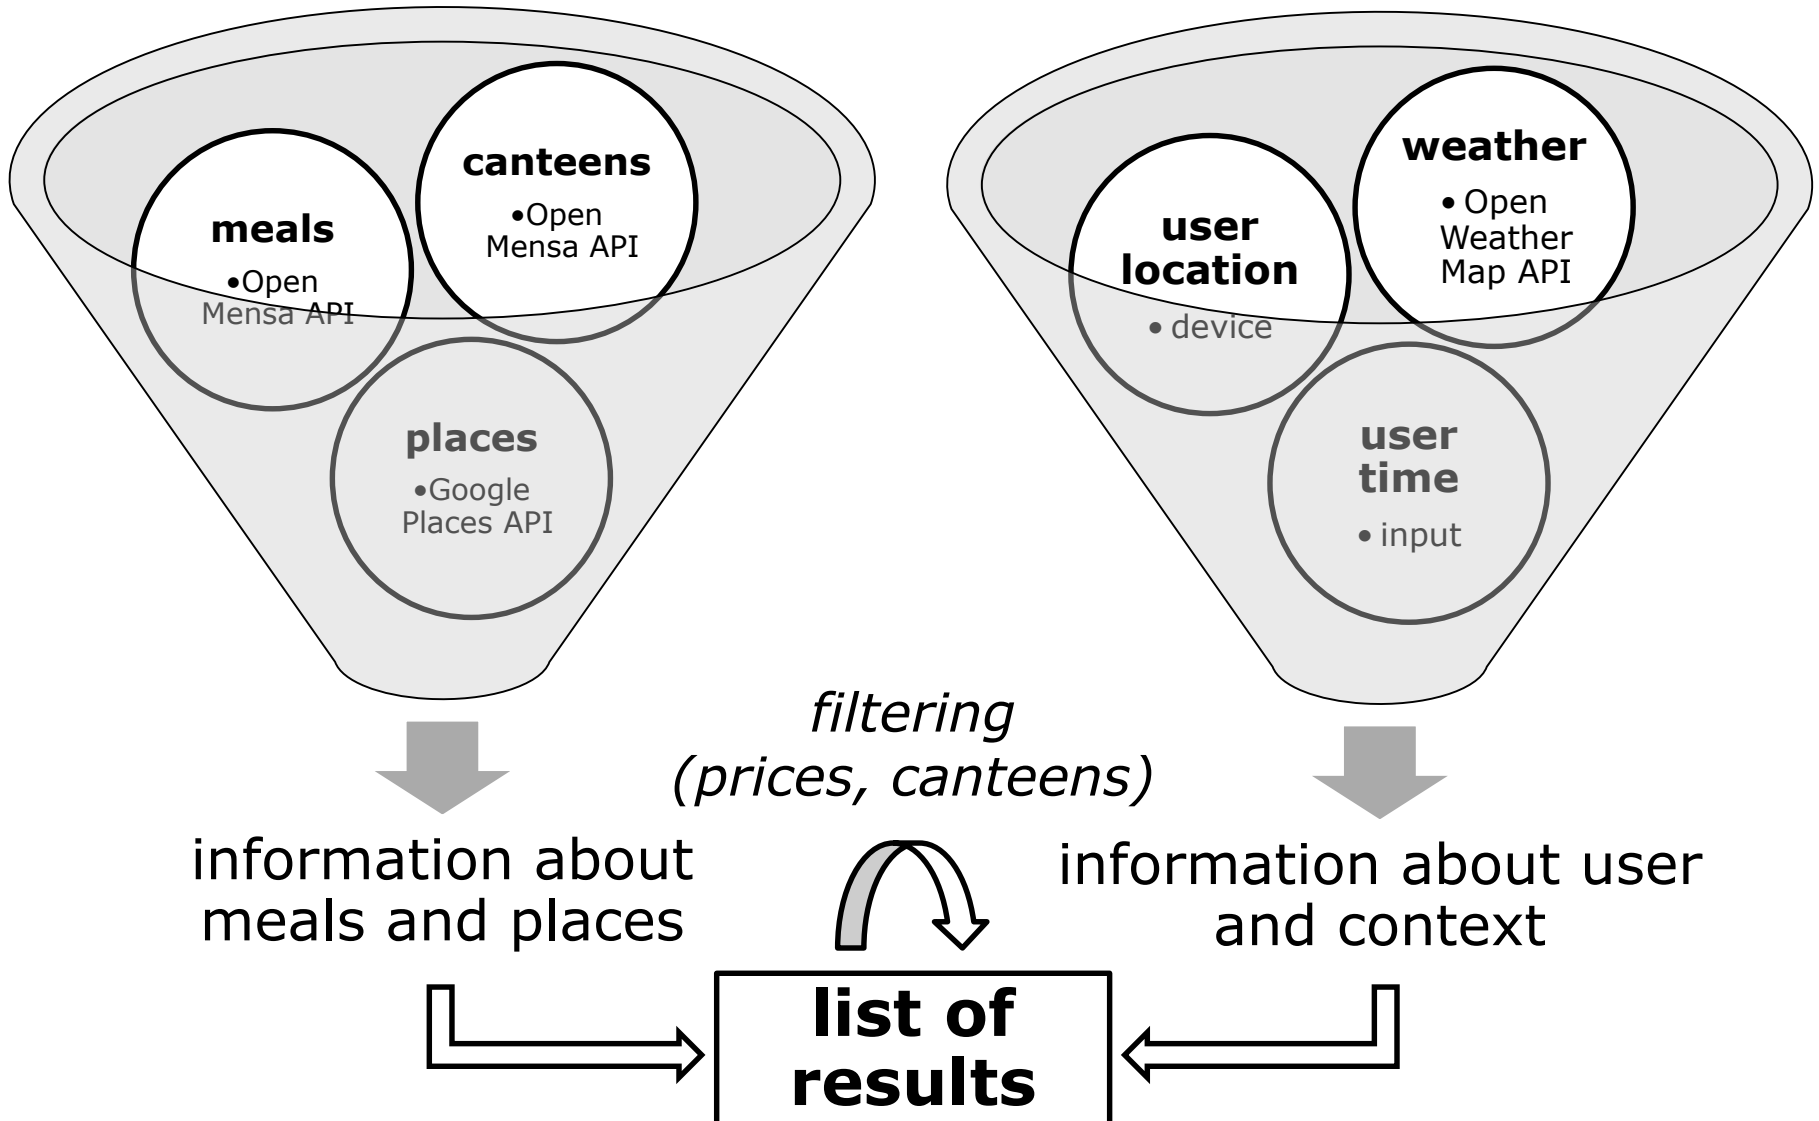 canteens
•Open
Mensa API
meals
•Open
Mensa API
places
•Google
Places API
weather
• Open
Weather
Map API
user
location
• device
user
time
• input
filtering
(prices, canteens)
information about
meals and places
information about user
and context
list of
results